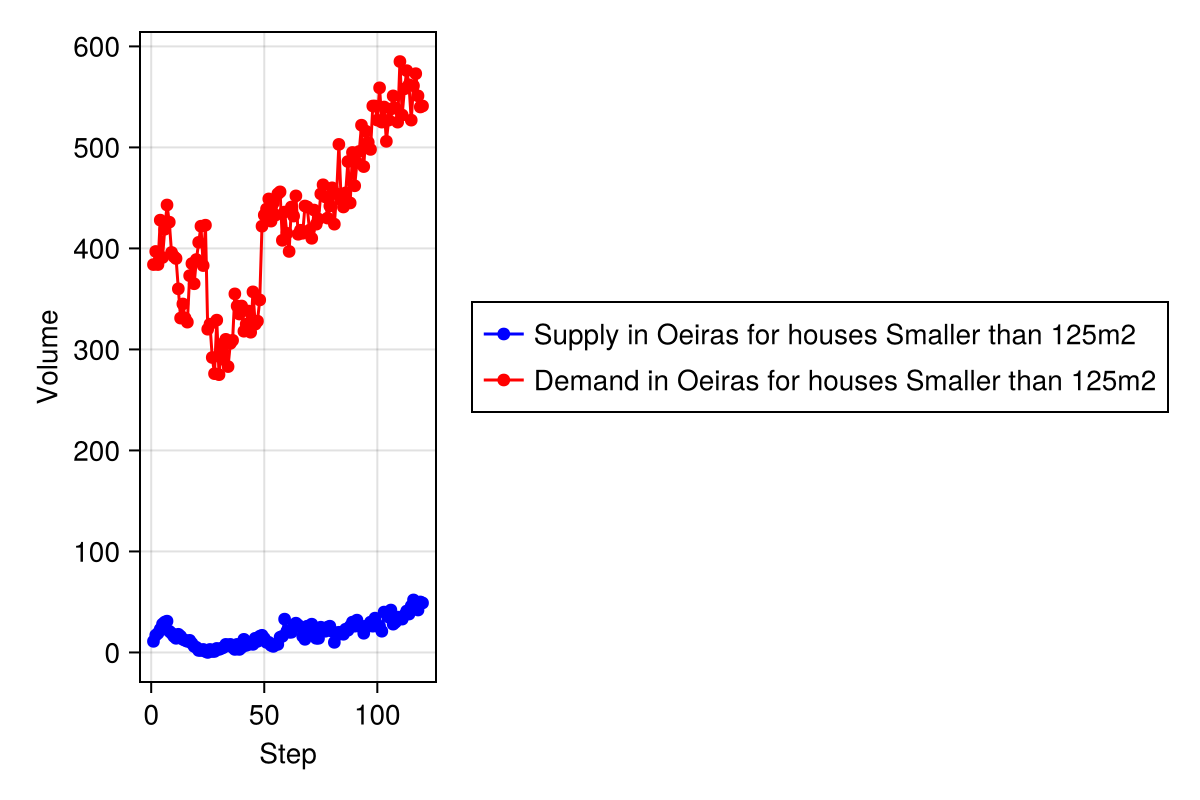 600
500
400
300
200
100
0
Volume
0 50 100
Step
Supply in Oeiras for houses Smaller than 125m2
Demand in Oeiras for houses Smaller than 125m2